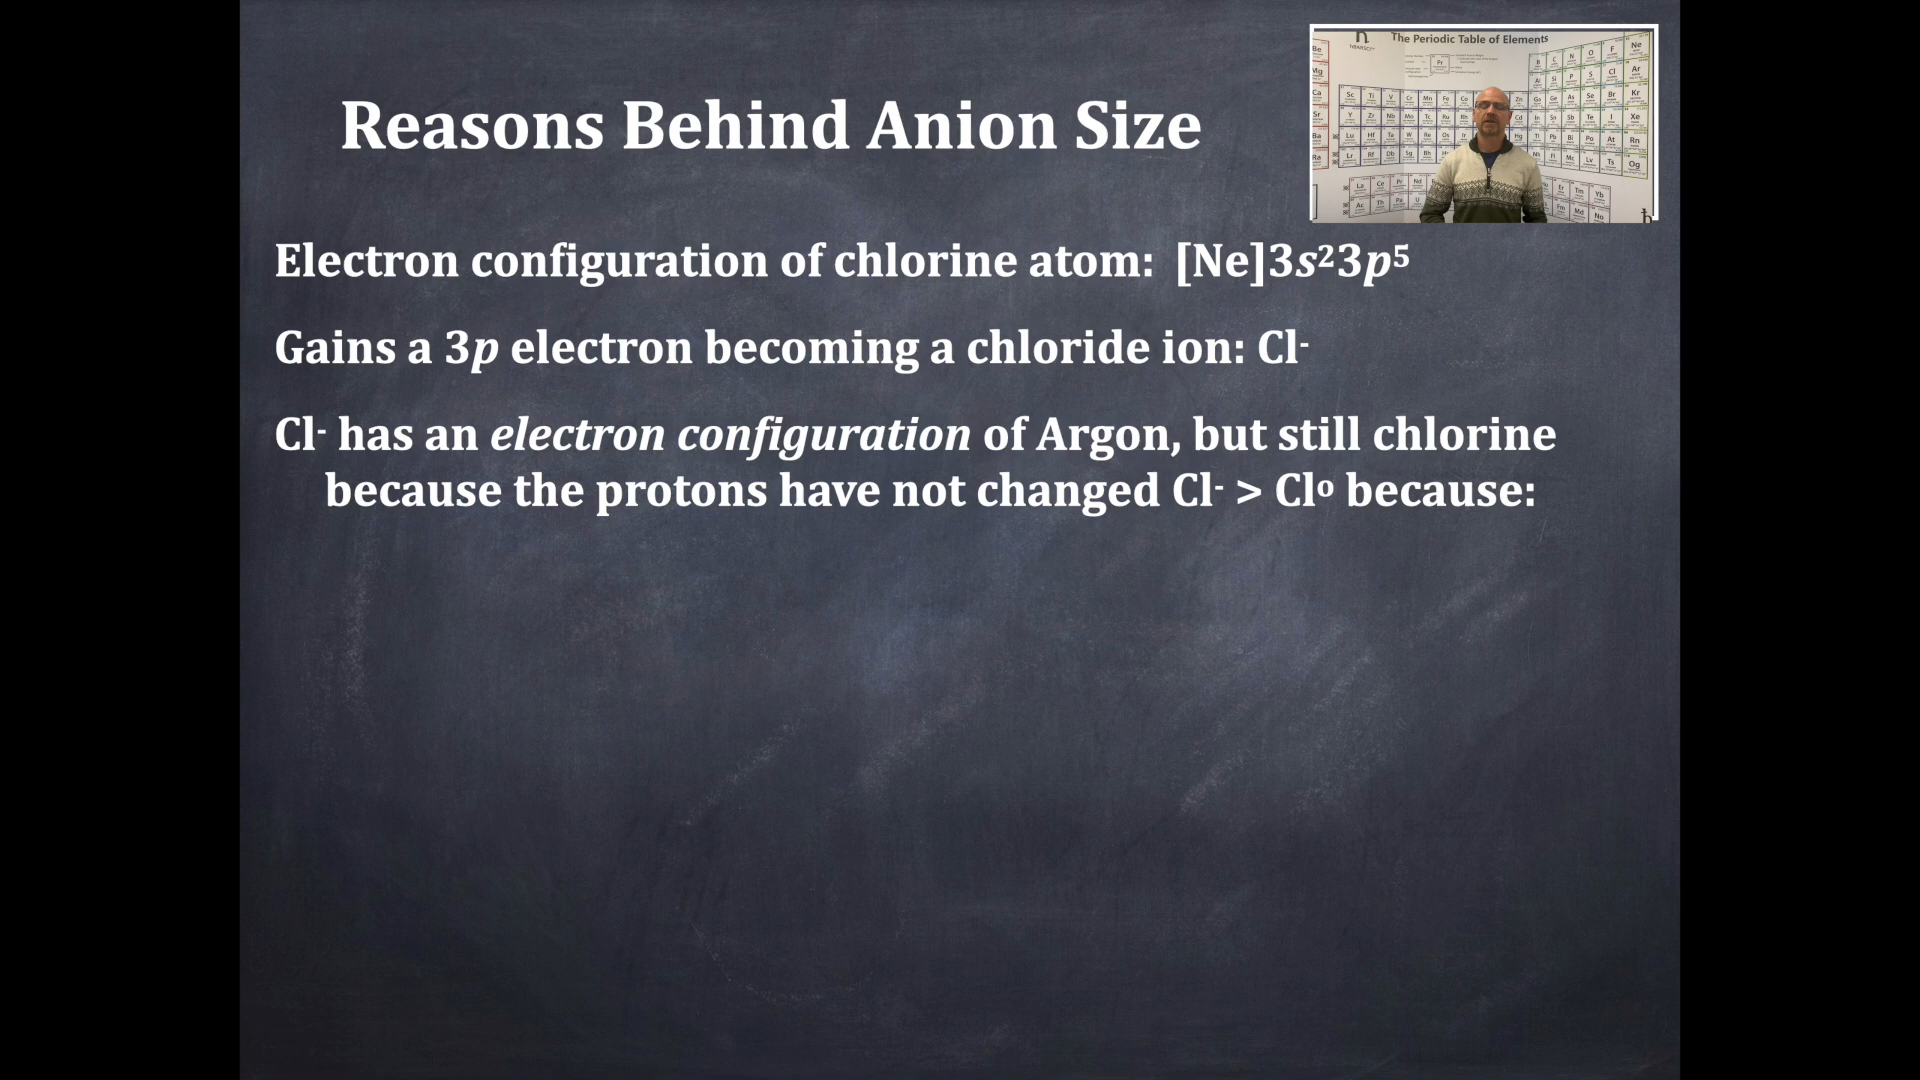 Reasons Behind Anion Size
The Periodic Table of Elements
Electron configuration of chlorine atom: [Ne]3s²3p⁵
Gains a 3p electron becoming a chloride ion: Cl⁻
Cl⁻ has an electron configuration of Argon, but still chlorine
because the protons have not changed Cl⁻ > Clᵒ because: